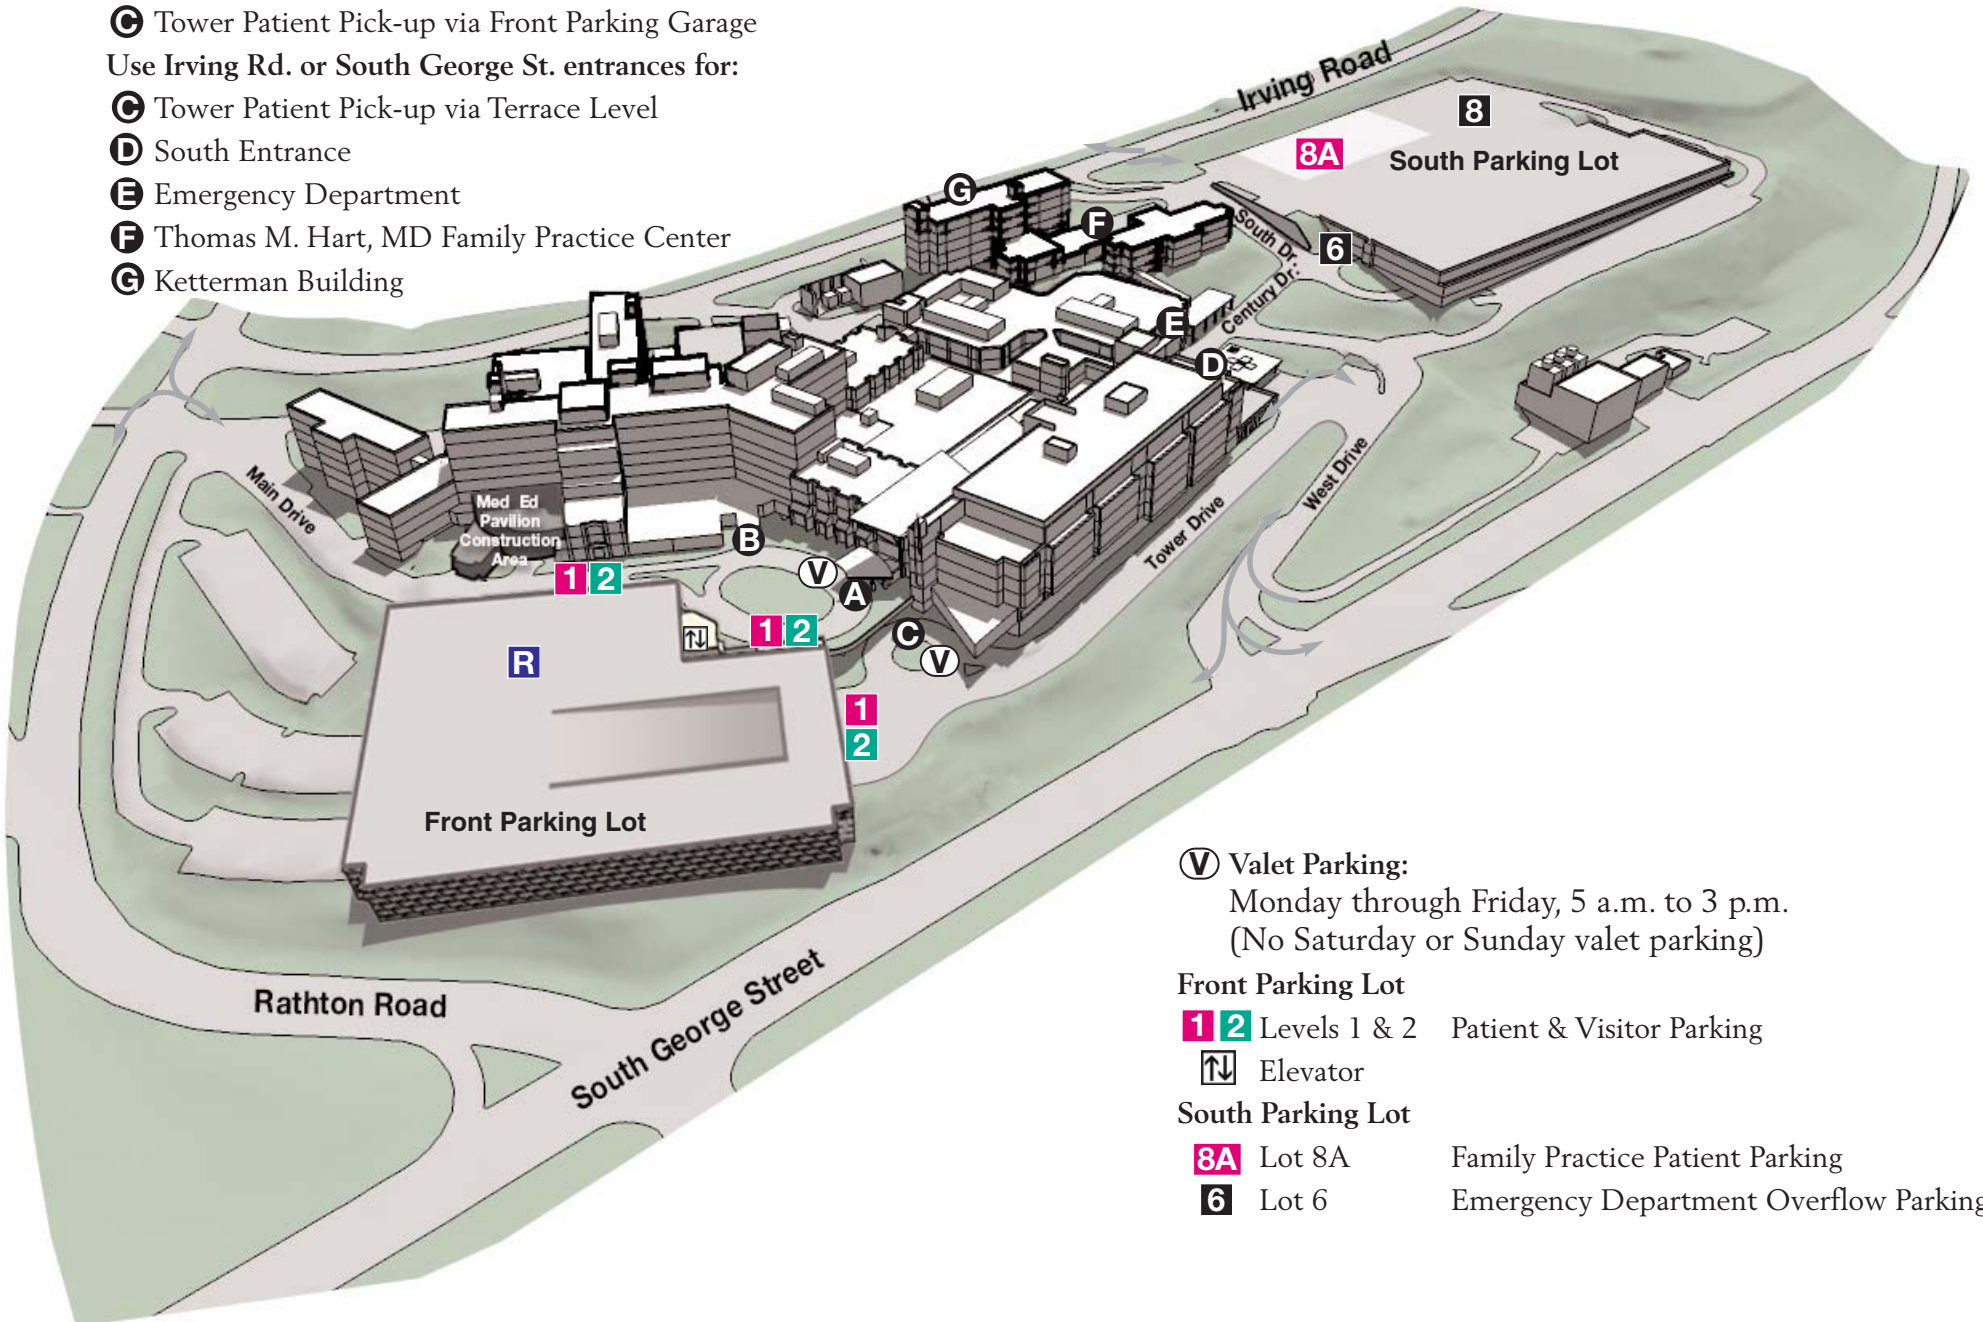 C Tower Patient Pick-up via Front Parking Garage
Use Irving Rd. or South George St. entrances for:
C Tower Patient Pick-up via Terrace Level
D South Entrance
E Emergency Department
F Thomas M. Hart, MD Family Practice Center
G Ketterman Building
Irving Road
8
8A
South Parking Lot
G
F
South Dr.
6
Century Dr.
E
D
Main Drive
Med Ed
Pavilion
Construction
Area
B
West Drive
Tower Drive
V
A
1 2
1 2
C
V
R
1
2
Front Parking Lot
Rathton Road
South George Street
V Valet Parking:
Monday through Friday, 5 a.m. to 3 p.m.
(No Saturday or Sunday valet parking)
Front Parking Lot
1 2 Levels 1 & 2 Patient & Visitor Parking
↑↓ Elevator
South Parking Lot
8A Lot 8A Family Practice Patient Parking
6 Lot 6 Emergency Department Overflow Parking